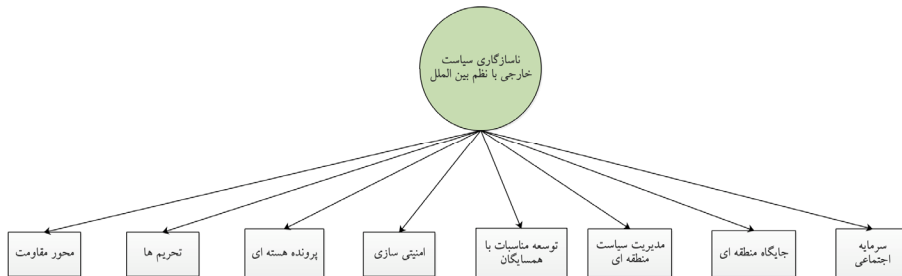 ناسازگاری سیاست
خارجی با نظم بین الملل
سرمایه
اجتماعی
جایگاه منطقه ای
مدیریت سیاست
منطقه ای
توسعه مناسبات با
همسایگان
امنیتی سازی
پرونده هسته ای
تحریم ها
محور مقاومت